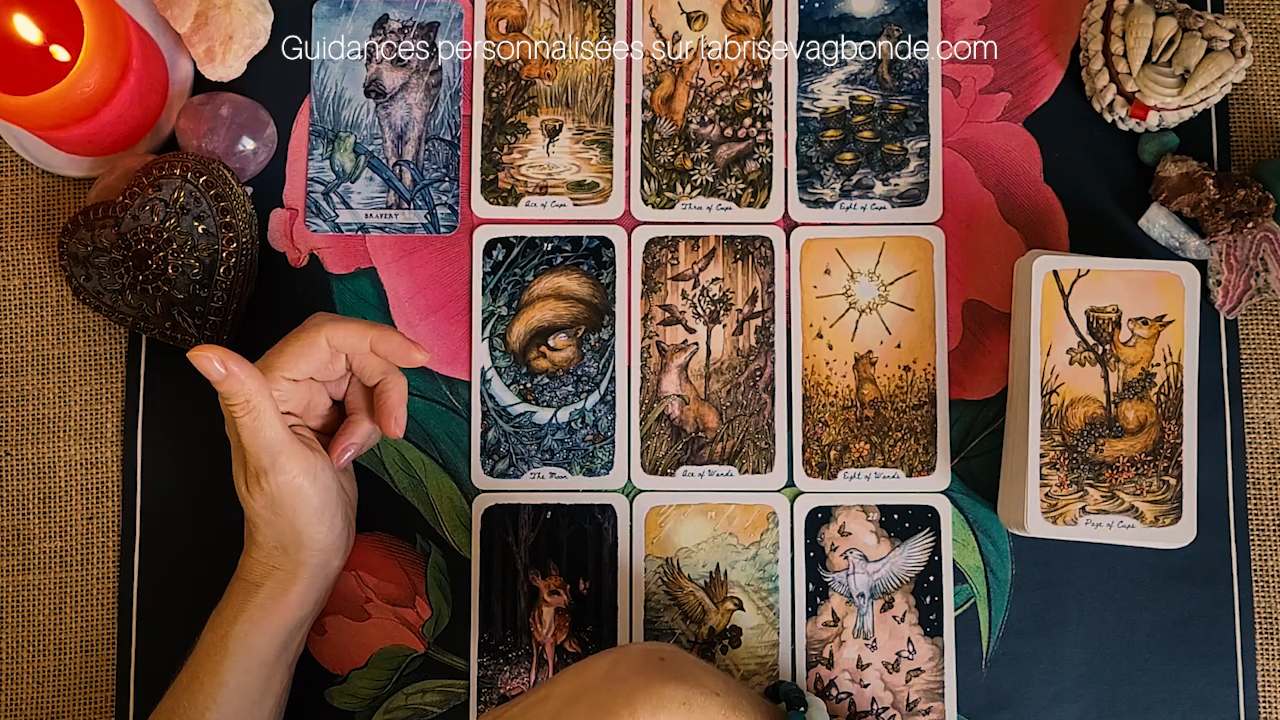 Guidances personnalisées sur labrisevagbonde.com
BRAVERY
Ace of Cups
Three of Cups
Eight of Cups
The Moon
Ace of Wands
Eight of Wands
Page of Cups